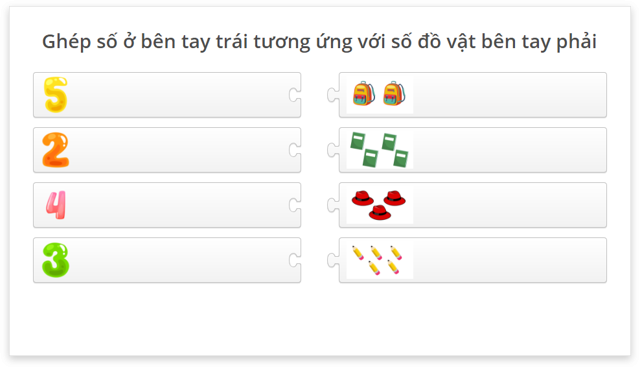 Ghép số ở bên tay trái tương ứng với số đồ vật bên tay phải
5
2
4
3